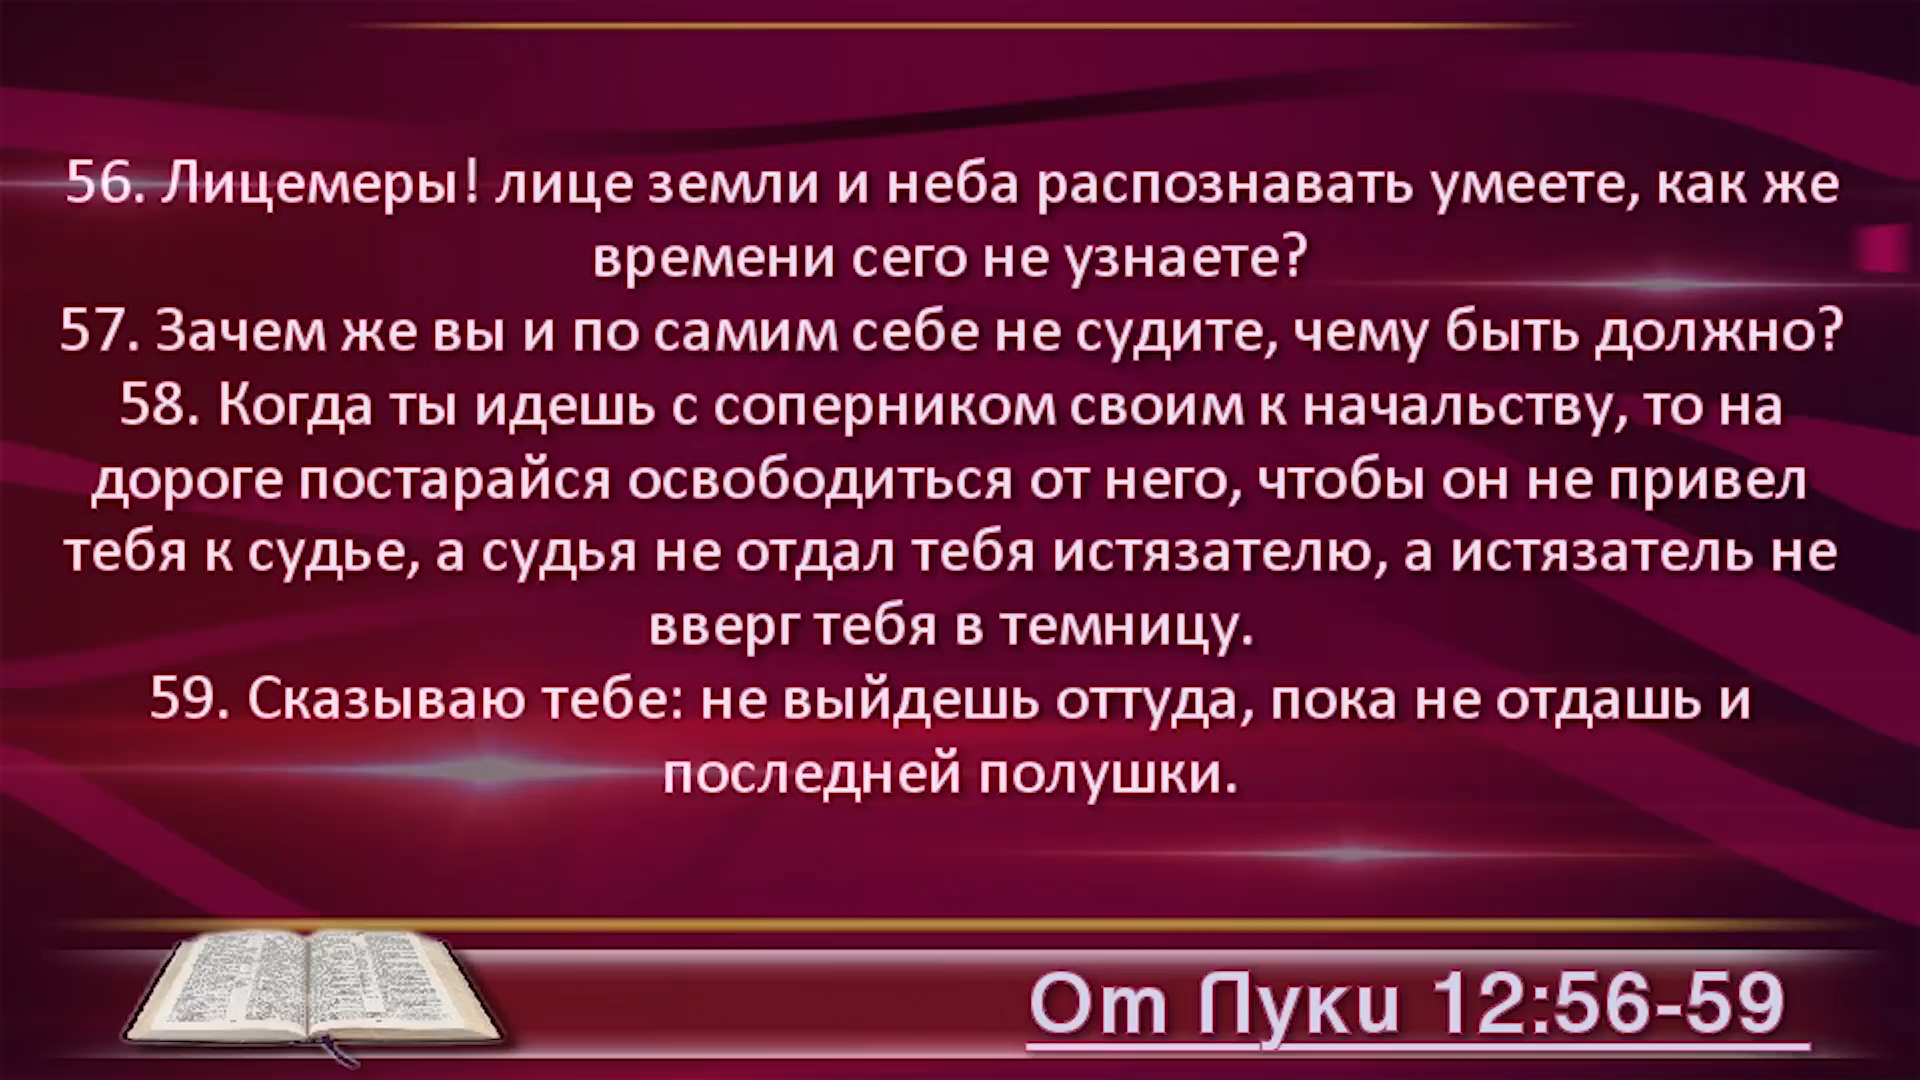 56. Лицемеры! лице земли и неба распознавать умеете, как же
времени сего не узнаете?
57. Зачем же вы и по самим себе не судите, чему быть должно?
58. Когда ты идешь с соперником своим к начальству, то на
дороге постарайся освободиться от него, чтобы он не привел
тебя к судье, а судья не отдал тебя истязателю, а истязатель не
вверг тебя в темницу.
59. Сказываю тебе: не выйдешь оттуда, пока не отдашь и
последней полушки.
От Луки 12:56-59